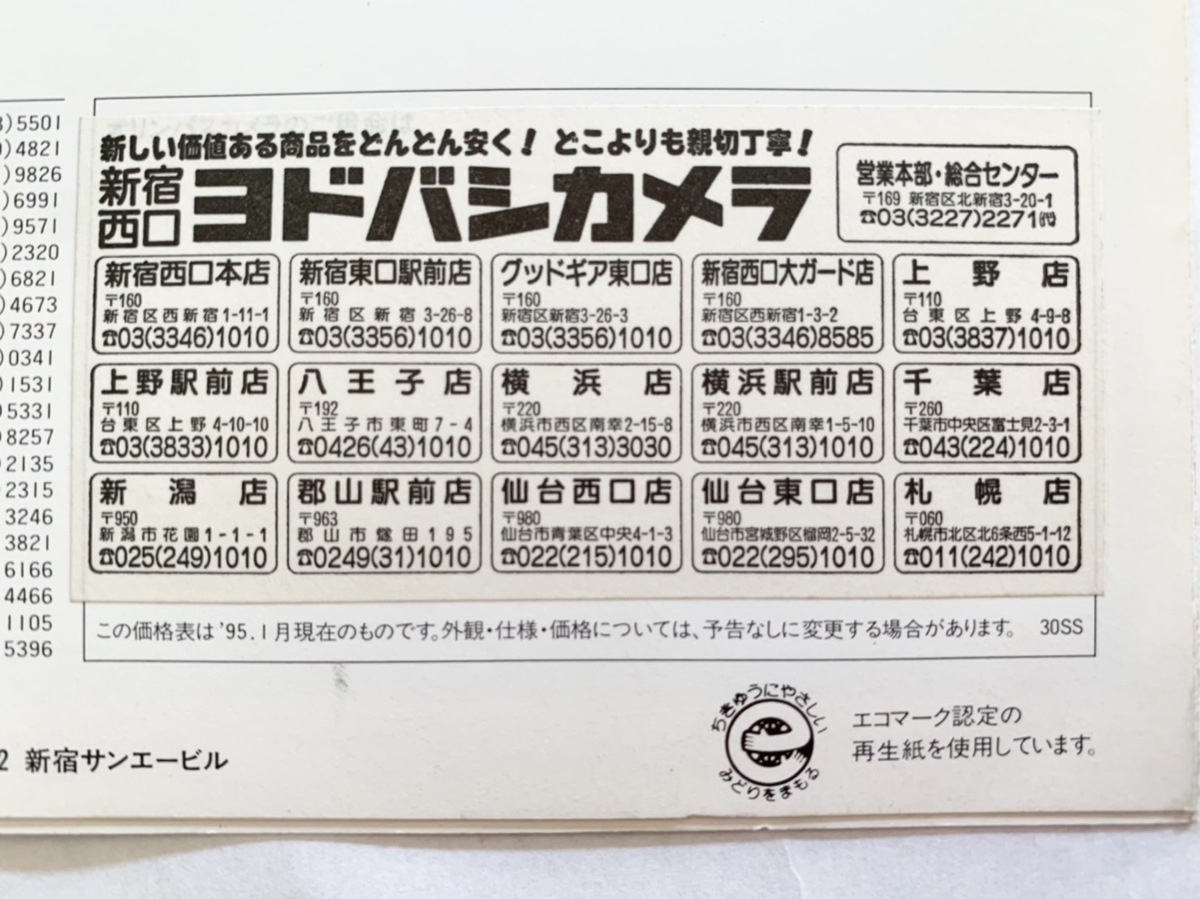 )5501
)4821
)9826
)6991
)9571
)2320
)6821
)4673
)7337
)0341
)1531
5331
8257
2135
2315
3246
3821
6166
4466
1105
5396
新しい価値ある商品をどんどん安く! どこよりも親切丁寧!
新宿西口 ヨドバシカメラ
営業本部・総合センター
〒169 新宿区北新宿3-20-1
☎03(3227)2271㈹
新宿西口本店
〒160
新宿区西新宿1-11-1
☎03(3346)1010
新宿東口駅前店
〒160
新宿区新宿3-26-8
☎03(3356)1010
グッドギア東口店
〒160
新宿区新宿3-26-3
☎03(3356)1010
新宿西口大ガード店
〒160
新宿区西新宿1-3-2
☎03(3346)8585
上野店
〒110
台東区上野4-9-8
☎03(3837)1010
上野駅前店
〒110
台東区上野4-10-10
☎03(3833)1010
八王子店
〒192
八王子市東町7-4
☎0426(43)1010
横浜店
〒220
横浜市西区南幸2-15-8
☎045(313)3030
横浜駅前店
〒220
横浜市西区南幸1-5-10
☎045(313)1010
千葉店
〒260
千葉市中央区富士見2-3-1
☎043(224)1010
新潟店
〒950
新潟市花園1-1-1
☎025(249)1010
郡山駅前店
〒963
郡山市燧田195
☎0249(31)1010
仙台西口店
〒980
仙台市青葉区中央4-1-3
☎022(215)1010
仙台東口店
〒980
仙台市宮城野区榴岡2-5-32
☎022(295)1010
札幌店
〒060
札幌市北区北6条西5-1-12
☎011(242)1010
この価格表は'95.1月現在のものです。外観・仕様・価格については、予告なしに変更する場合があります。 30SS
2 新宿サンエービル
ちきゅうにやさしい
みどりをまもる
エコマーク認定の
再生紙を使用しています。